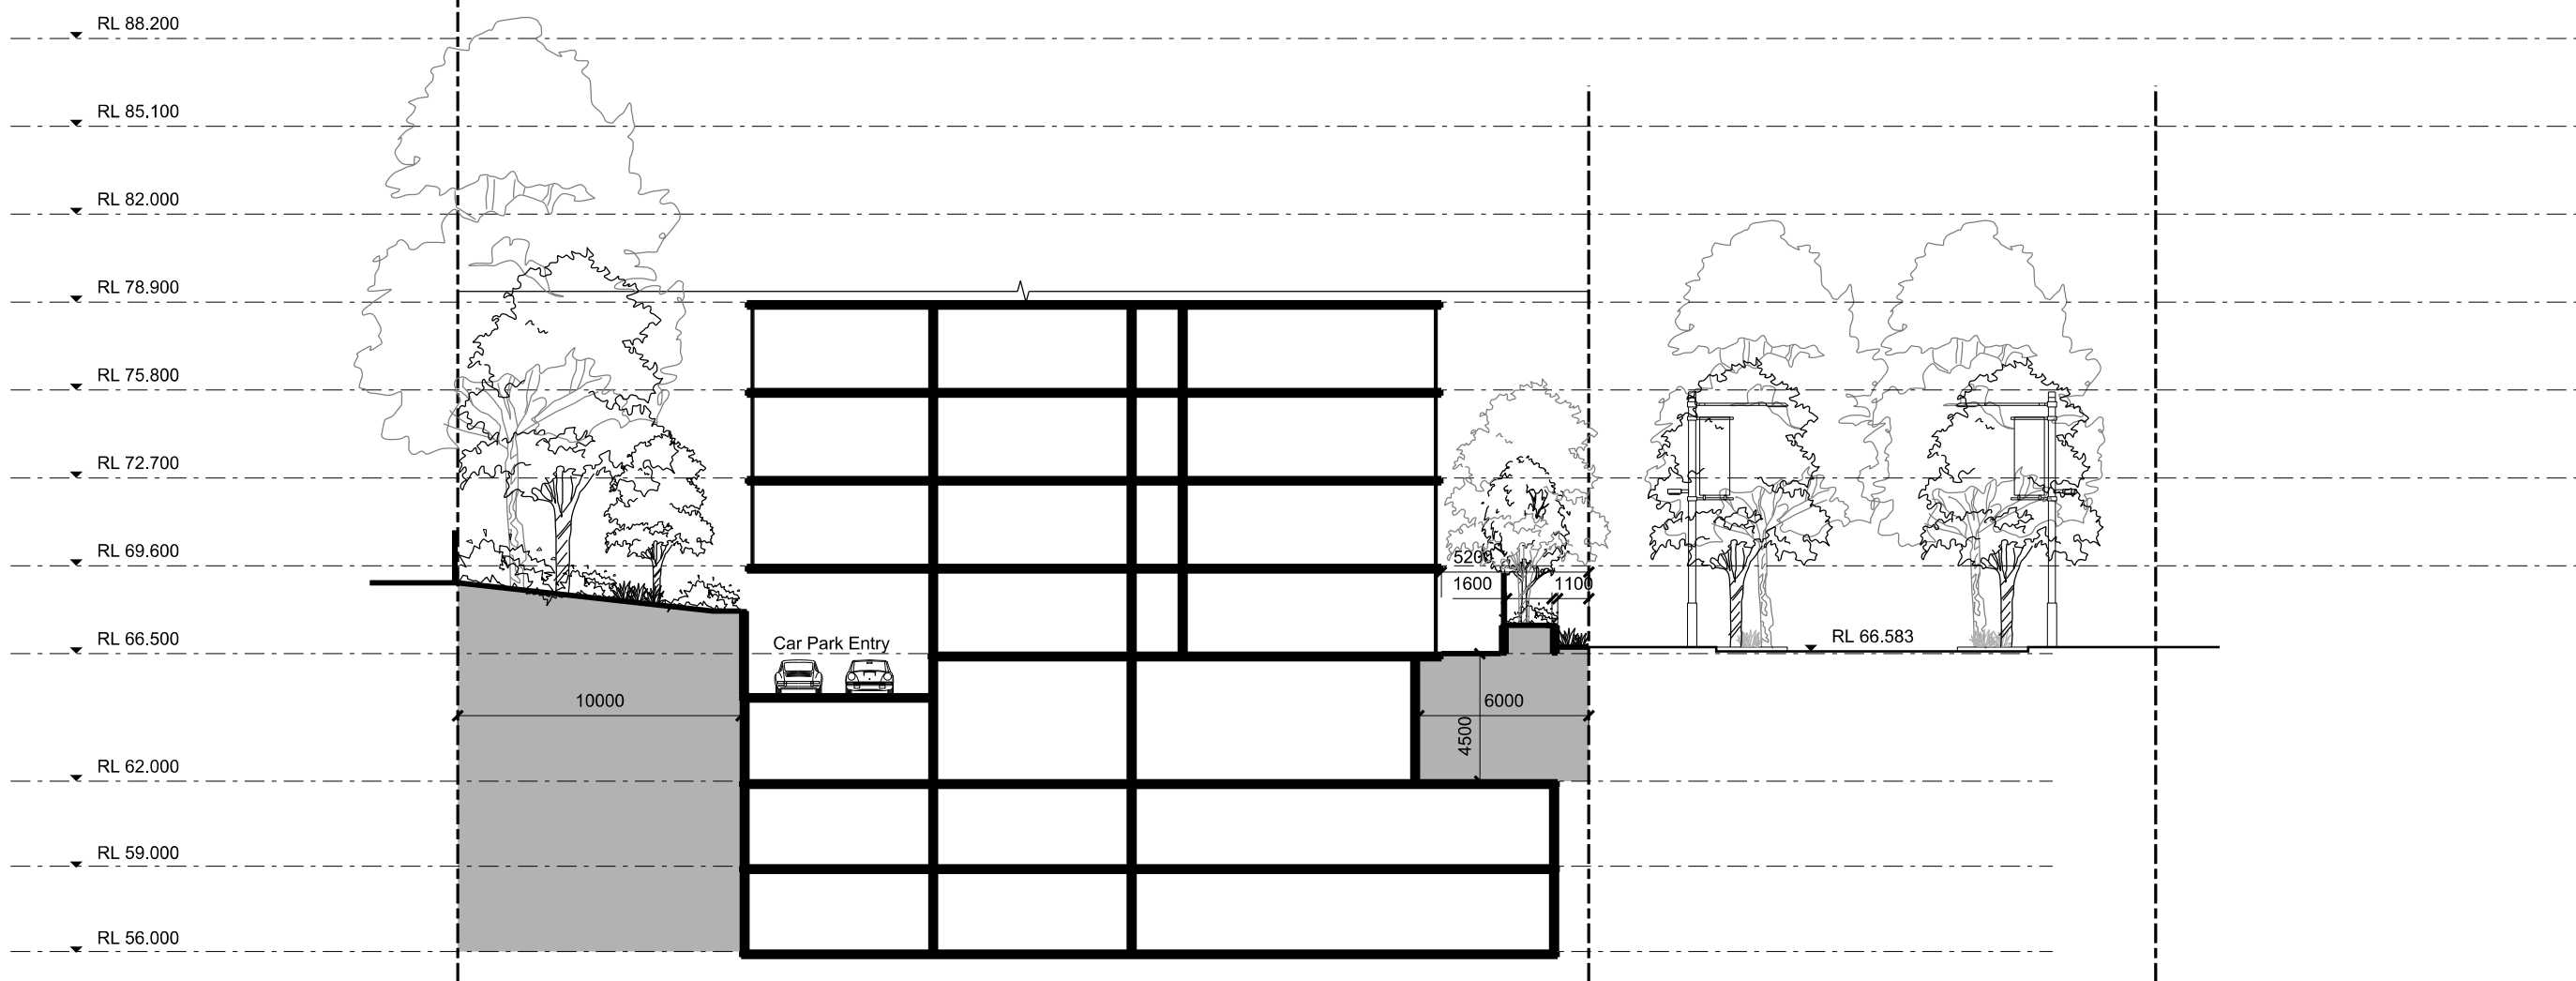 RL 88.200
RL 85.100
RL 82.000
RL 78.900
RL 75.800
RL 72.700
RL 69.600
5200
1600
1100
RL 66.500
Car Park Entry
RL 66.583
10000
6000
4500
RL 62.000
RL 59.000
RL 56.000